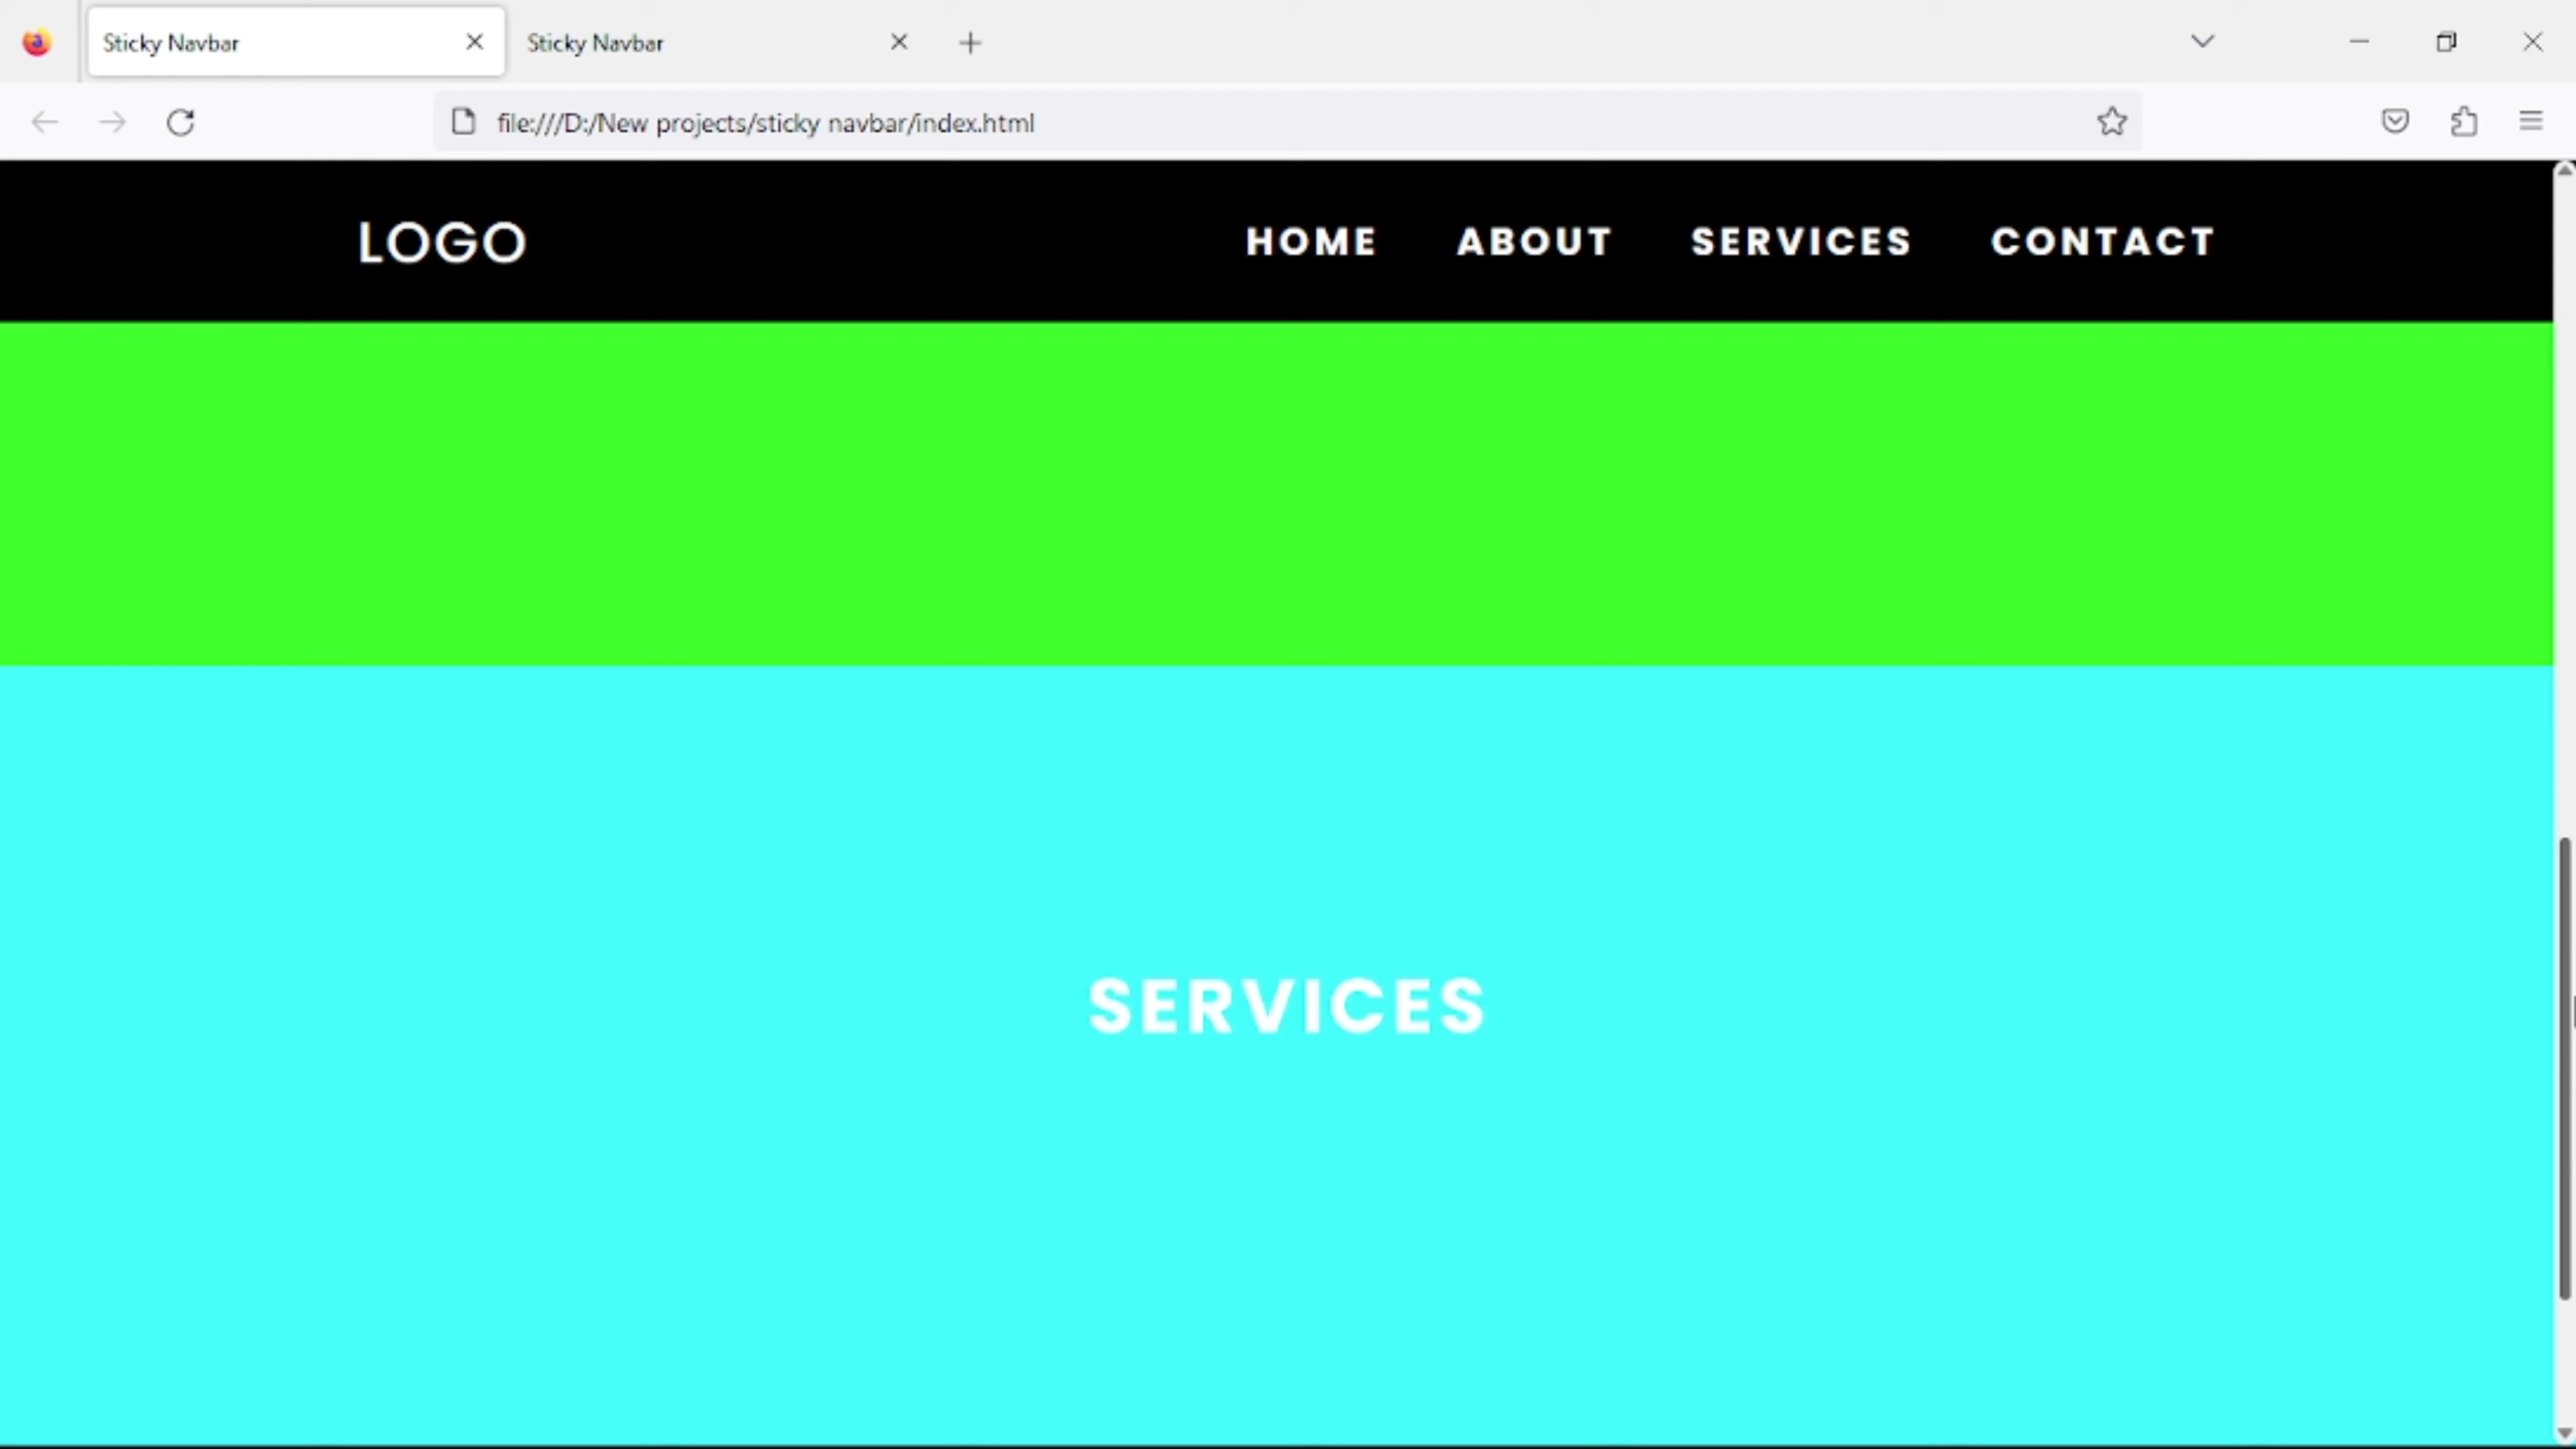 Sticky Navbar
Sticky Navbar
file:///D:/New projects/sticky navbar/index.html
LOGO
HOME ABOUT SERVICES CONTACT
SERVICES